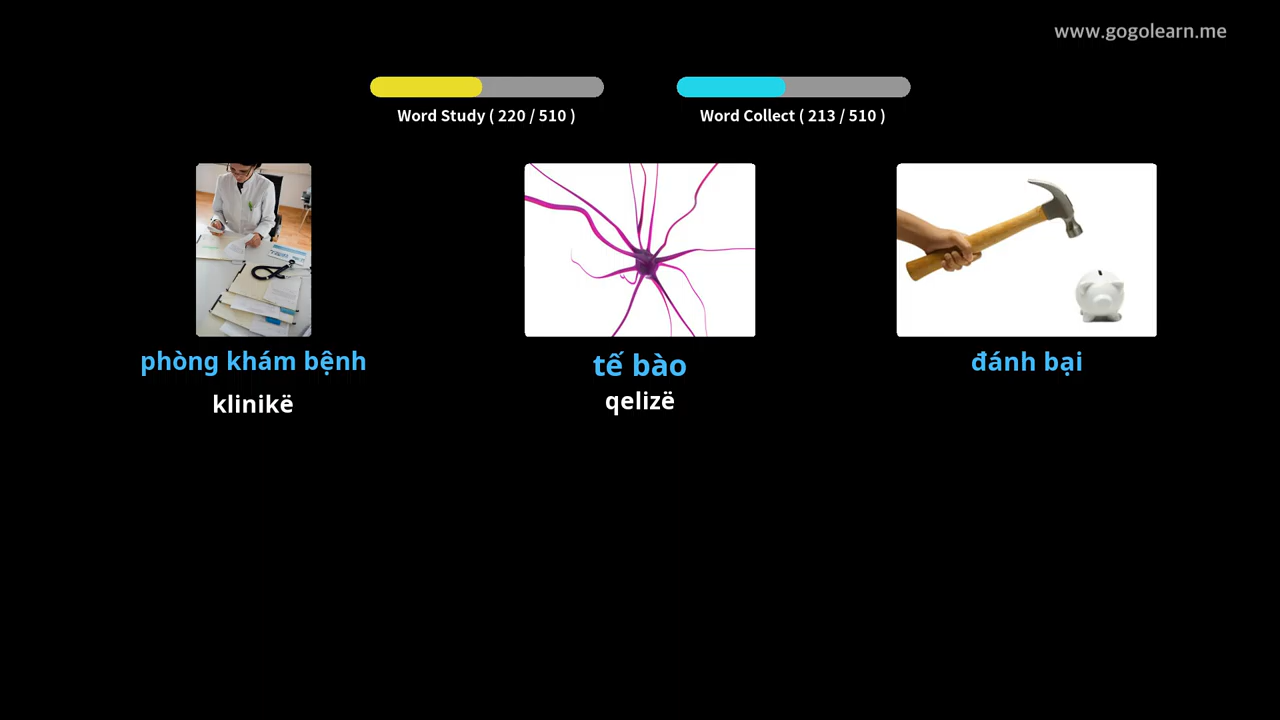 www.gogolearn.me
Word Study ( 220 / 510 )
Word Collect ( 213 / 510 )
phòng khám bệnh
klinikë
tế bào
qelizë
đánh bại